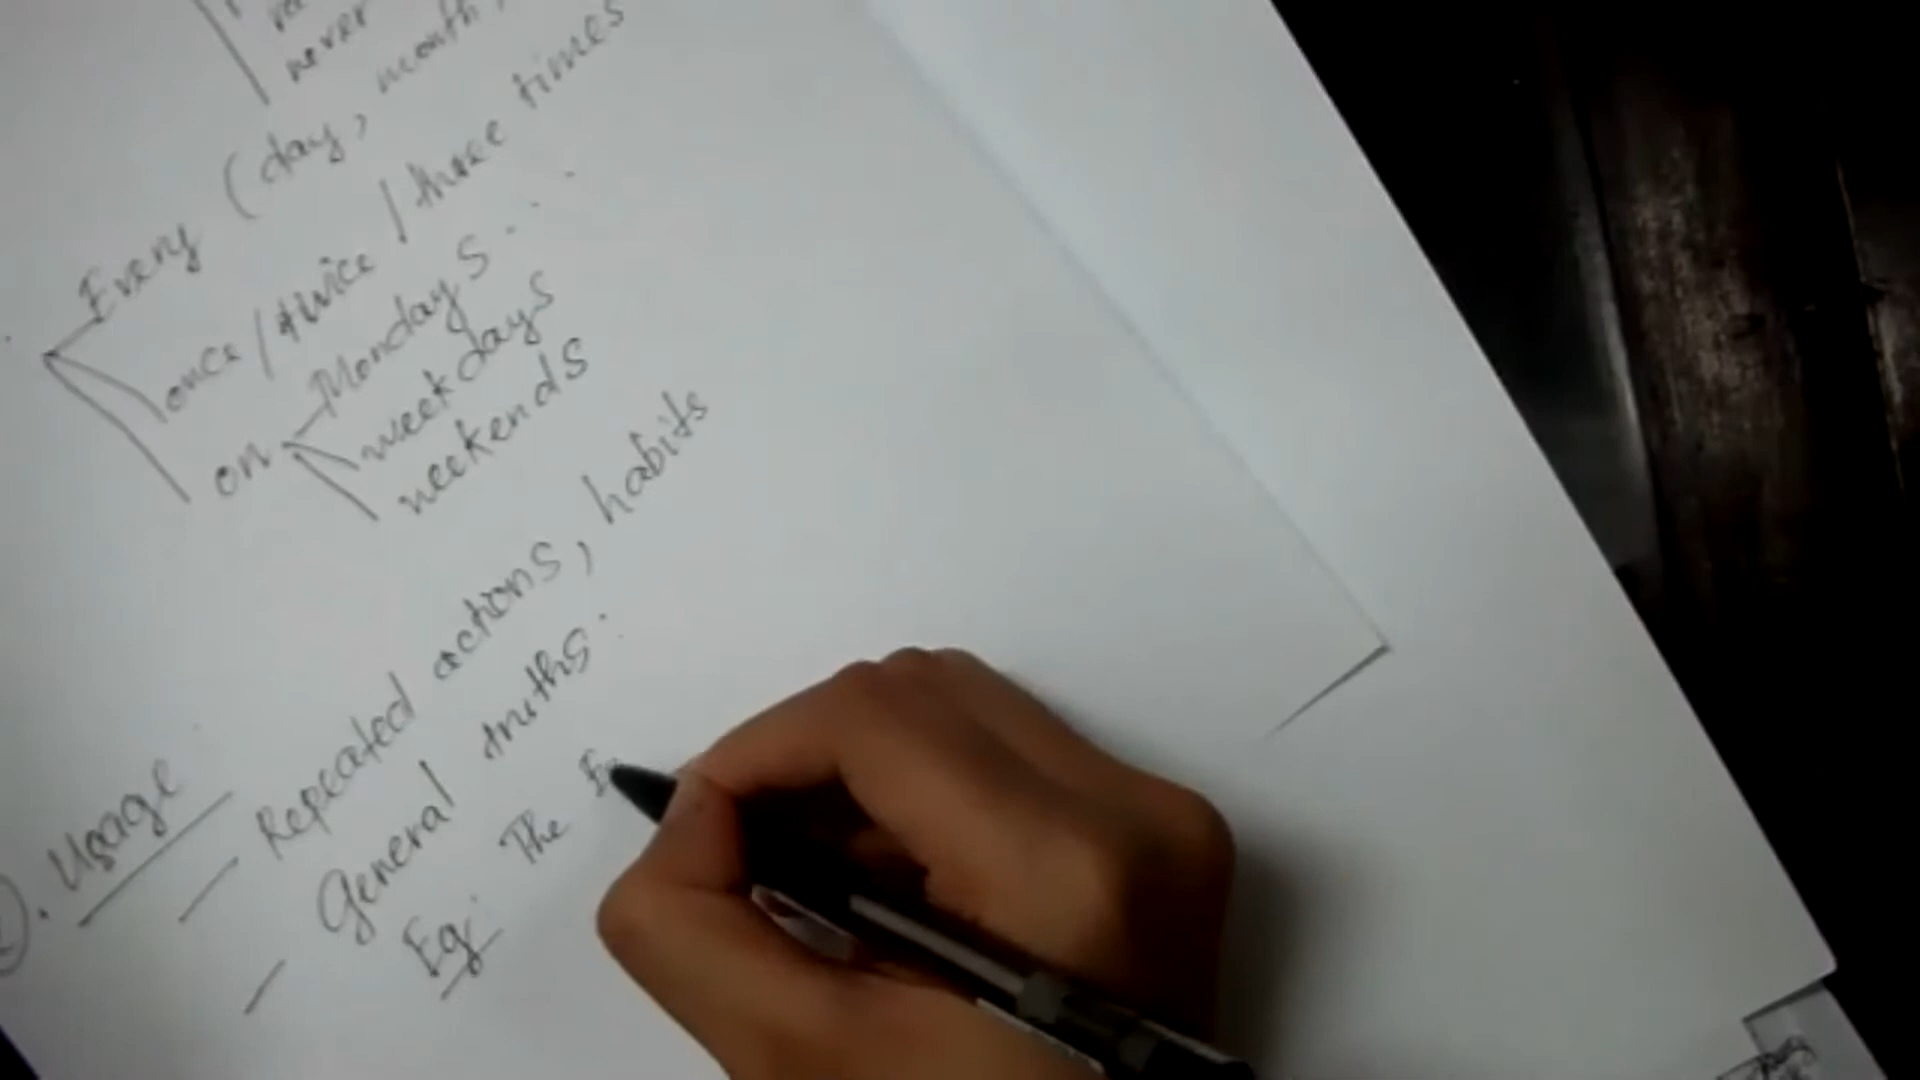 never
Every (day, month,
once / twice / three times
on Mondays...
weekdays
weekends
Usage
- Repeated actions, habits
- General truths.
Eg: The